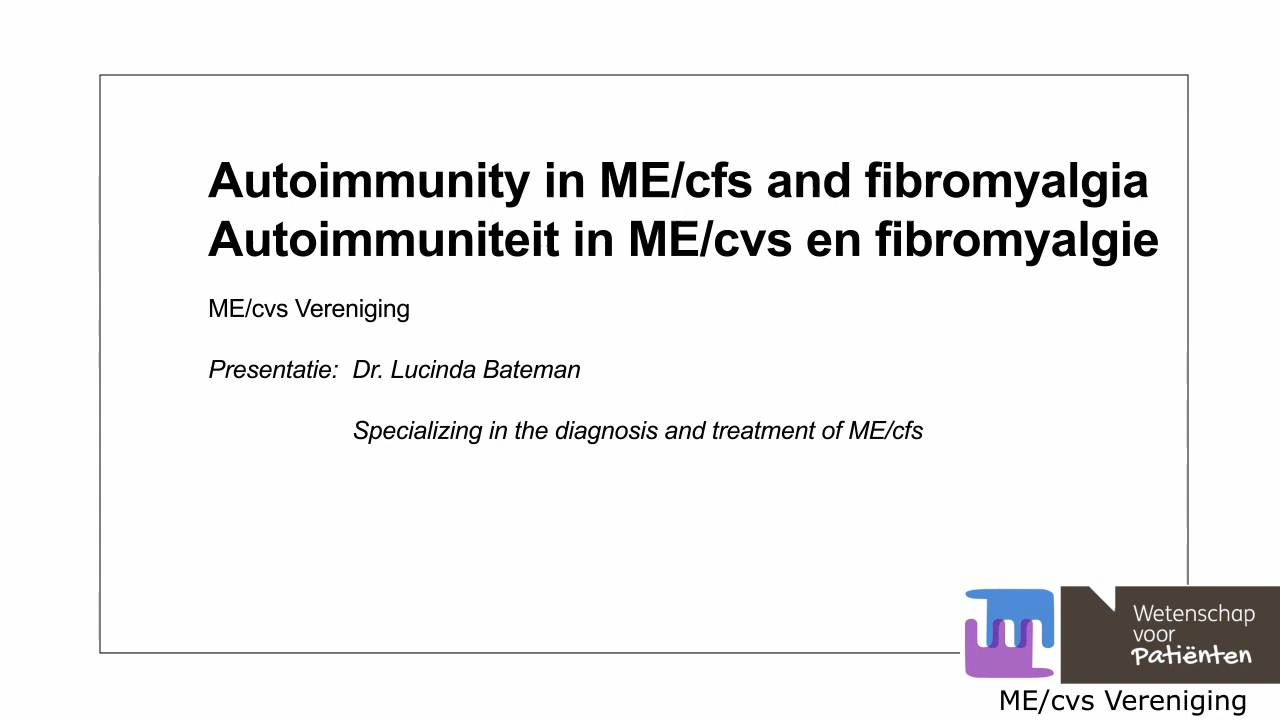 Autoimmunity in ME/cfs and fibromyalgia
Autoimmuniteit in ME/cvs en fibromyalgie
ME/cvs Vereniging
Presentatie: Dr. Lucinda Bateman
Specializing in the diagnosis and treatment of ME/cfs
Wetenschap
voor
Patiënten
ME/cvs Vereniging